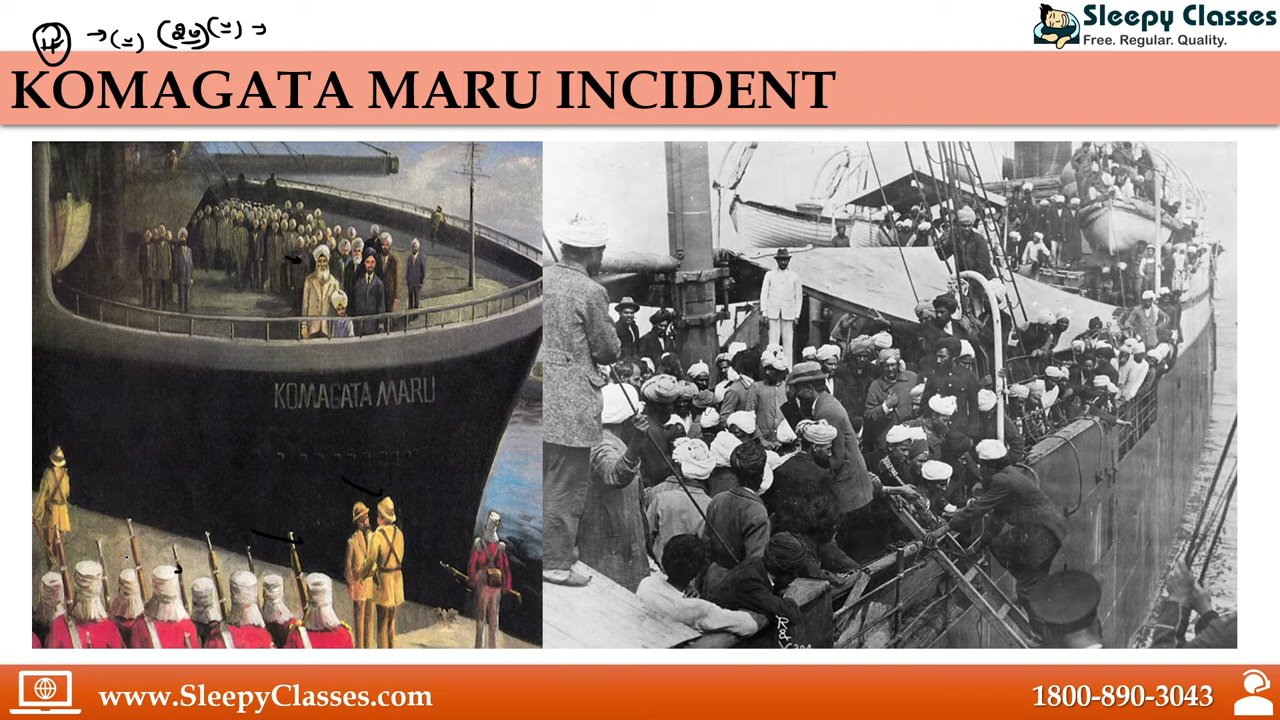 Sleepy Classes
Free. Regular. Quality.
KOMAGATA MARU INCIDENT
KOMAGATA MARU
R
&
www.SleepyClasses.com
1800-890-3043